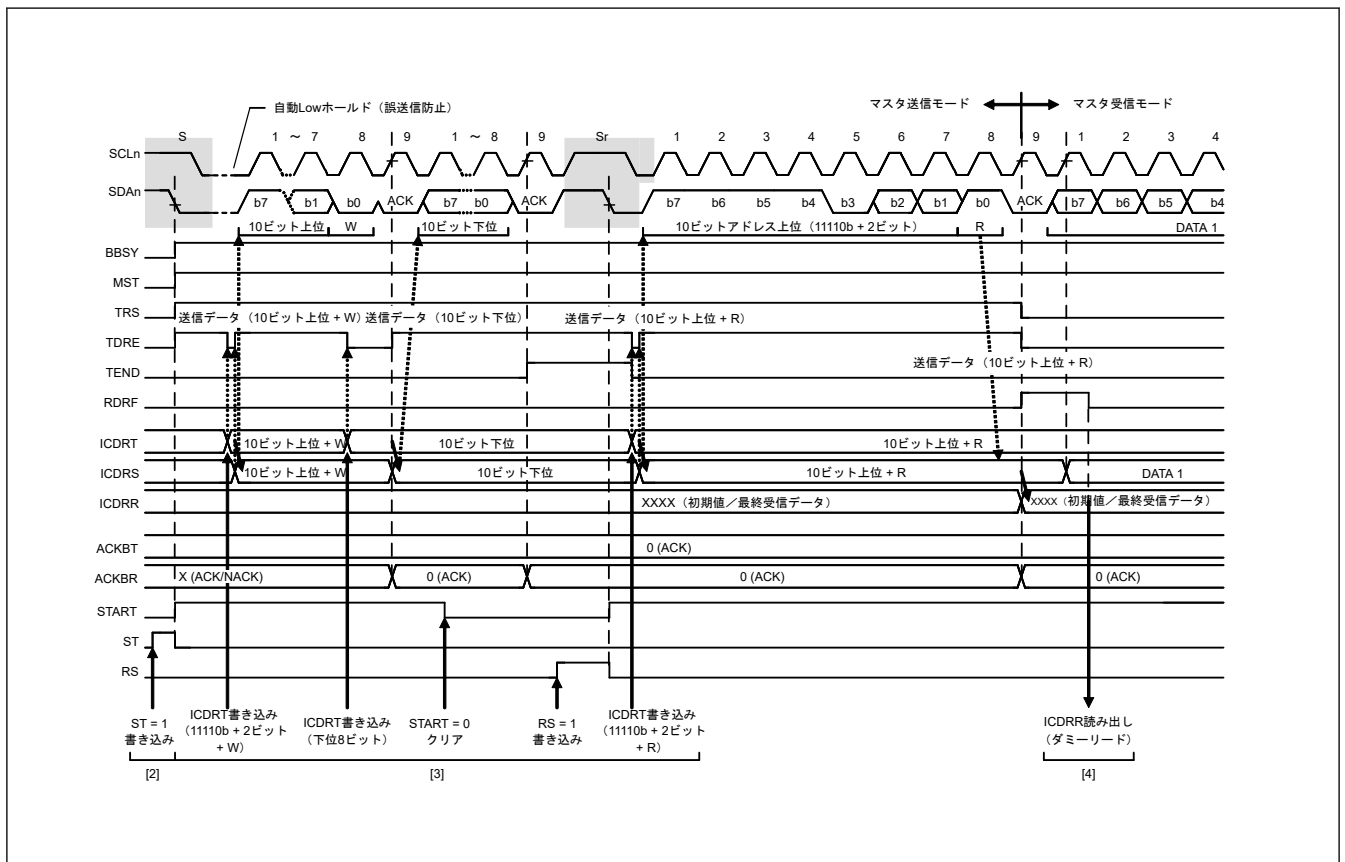 自動Lowホールド（誤送信防止）
マスタ送信モード マスタ受信モード
S 1 ～ 7 8 9 1 ～ 8 9 Sr 1 2 3 4 5 6 7 8 9 1 2 3 4
SCLn
SDAn b7 b1 b0 ACK b7 b0 ACK b7 b6 b5 b4 b3 b2 b1 b0 ACK b7 b6 b5 b4
10ビット上位 W 10ビット下位 10ビットアドレス上位（11110b + 2ビット） R DATA 1
BBSY
MST
TRS
送信データ（10ビット上位 + W） 送信データ（10ビット下位） 送信データ（10ビット上位 + R）
TDRE
送信データ（10ビット上位 + R）
TEND
RDRF
ICDRT 10ビット上位 + W 10ビット下位 10ビット上位 + R
ICDRS 10ビット上位 + W 10ビット下位 10ビット上位 + R DATA 1
ICDRR XXXX（初期値／最終受信データ） XXXX（初期値／最終受信データ）
ACKBT 0 (ACK)
ACKBR X (ACK/NACK) 0 (ACK) 0 (ACK) 0 (ACK)
START
ST
RS
ST = 1
書き込み
ICDRT書き込み
（11110b + 2ビット
+ W）
ICDRT書き込み
（下位8ビット）
START = 0
クリア
RS = 1
書き込み
ICDRT書き込み
（11110b + 2ビット
+ R）
ICDRR読み出し
（ダミーリード）
[2] [3] [4]